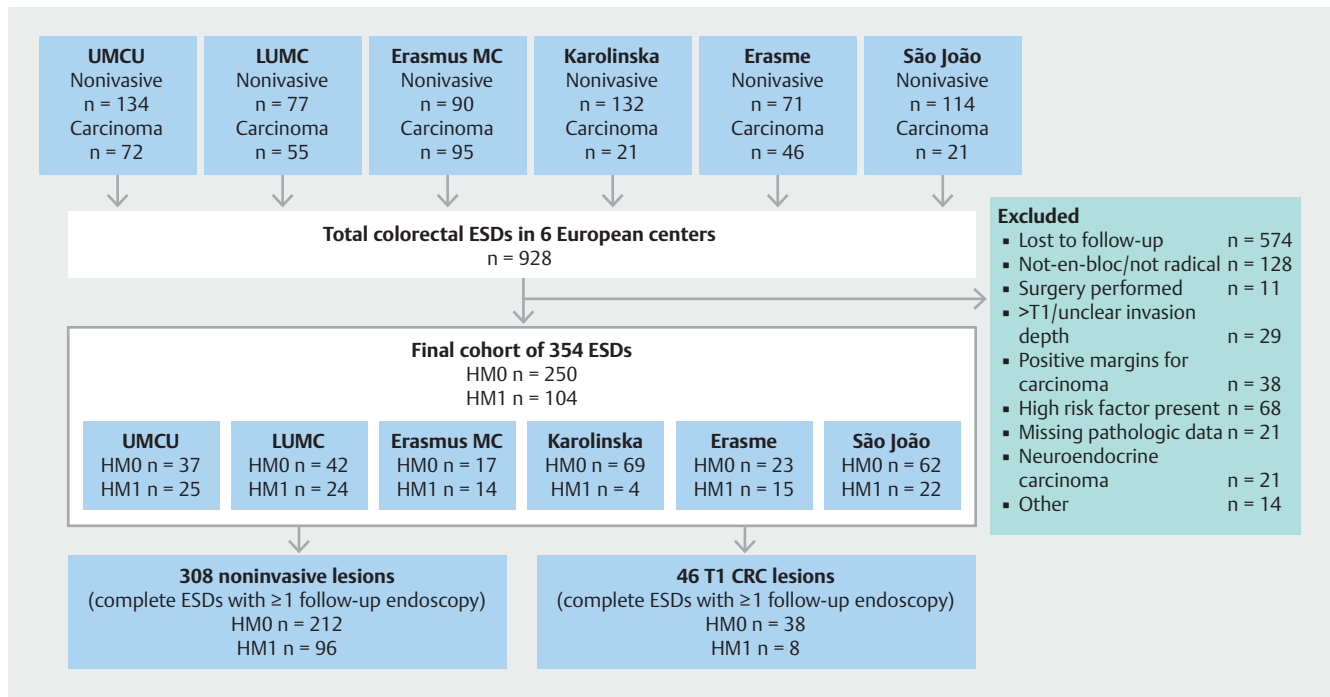 UMCU
Nonivasive
n = 134
Carcinoma
n = 72
LUMC
Nonivasive
n = 77
Carcinoma
n = 55
Erasmus MC
Nonivasive
n = 90
Carcinoma
n = 95
Karolinska
Nonivasive
n = 132
Carcinoma
n = 21
Erasme
Nonivasive
n = 71
Carcinoma
n = 46
São João
Nonivasive
n = 114
Carcinoma
n = 21
Total colorectal ESDs in 6 European centers
n = 928
Excluded
▪ Lost to follow-up n = 574
▪ Not-en-bloc/not radical n = 128
▪ Surgery performed n = 11
▪ >T1/unclear invasion
depth n = 29
▪ Positive margins for
carcinoma n = 38
▪ High risk factor present n = 68
▪ Missing pathologic data n = 21
▪ Neuroendocrine
carcinoma n = 21
▪ Other n = 14
Final cohort of 354 ESDs
HM0 n = 250
HM1 n = 104
UMCU
HM0 n = 37
HM1 n = 25
LUMC
HM0 n = 42
HM1 n = 24
Erasmus MC
HM0 n = 17
HM1 n = 14
Karolinska
HM0 n = 69
HM1 n = 4
Erasme
HM0 n = 23
HM1 n = 15
São João
HM0 n = 62
HM1 n = 22
308 noninvasive lesions
(complete ESDs with ≥1 follow-up endoscopy)
HM0 n = 212
HM1 n = 96
46 T1 CRC lesions
(complete ESDs with ≥1 follow-up endoscopy)
HM0 n = 38
HM1 n = 8